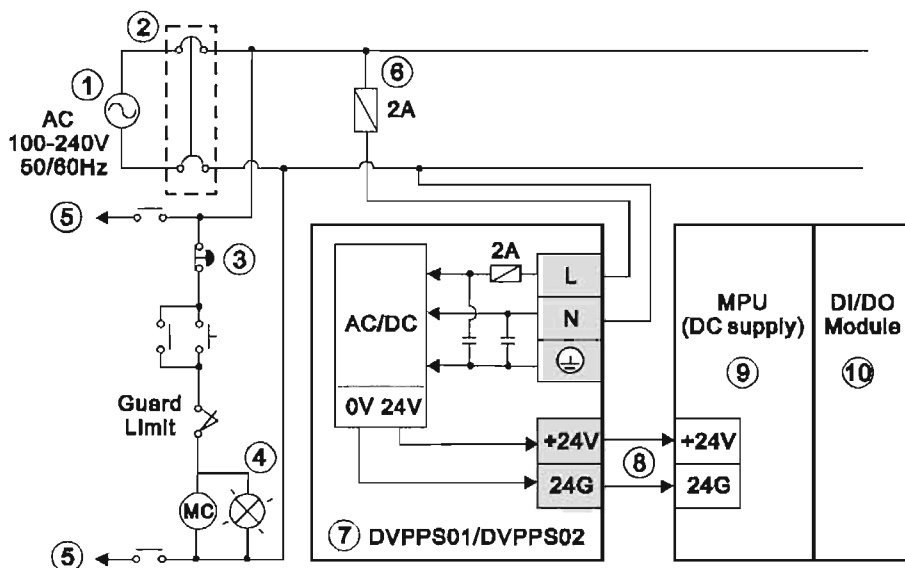 ②
①
AC
100-240V
50/60Hz
⑥
2A
⑤
③
Guard
Limit
④
MC
⑤
2A
L
N
AC/DC
0V 24V
+24V
24G
⑧
⑦ DVPPS01/DVPPS02
MPU
(DC supply)
⑨
+24V
24G
DI/DO
Module
⑩